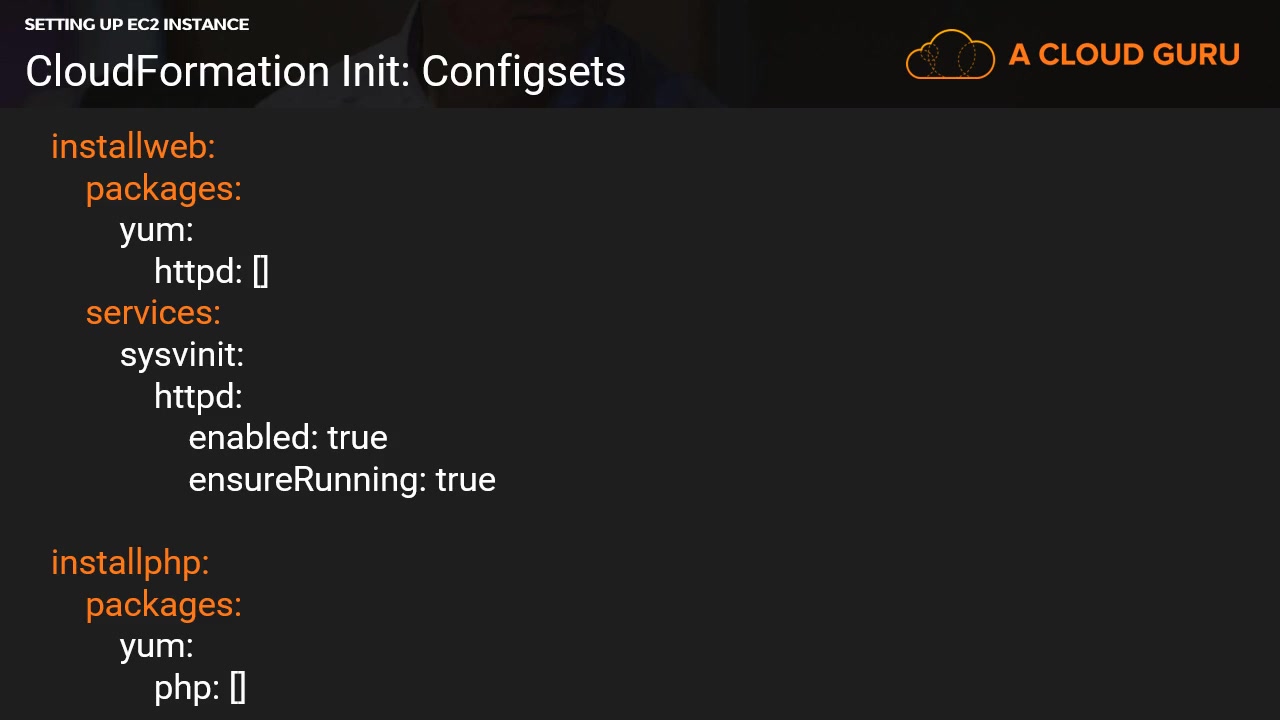 SETTING UP EC2 INSTANCE
CloudFormation Init: Configsets
A CLOUD GURU
installweb:
packages:
yum:
httpd: []
services:
sysvinit:
httpd:
enabled: true
ensureRunning: true
installphp:
packages:
yum:
php: []